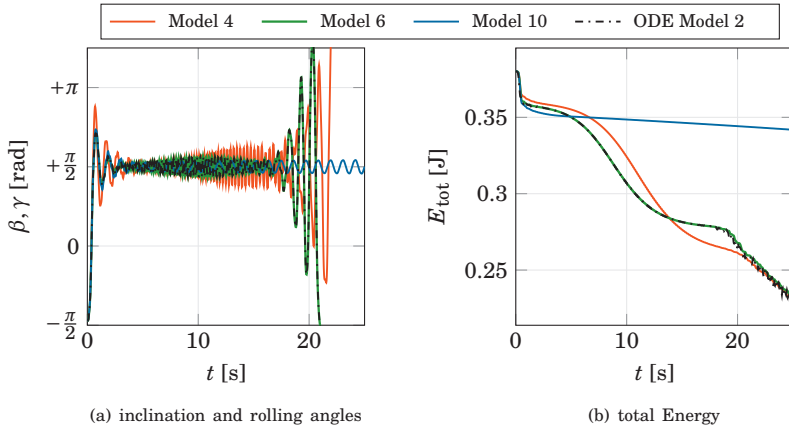 Model 4 Model 6 Model 10 ODE Model 2
+π
+π/2
0
−π/2
β, γ [rad]
0 10 20
t [s]
(a) inclination and rolling angles
0.35
0.3
0.25
E_tot [J]
0 10 20
t [s]
(b) total Energy